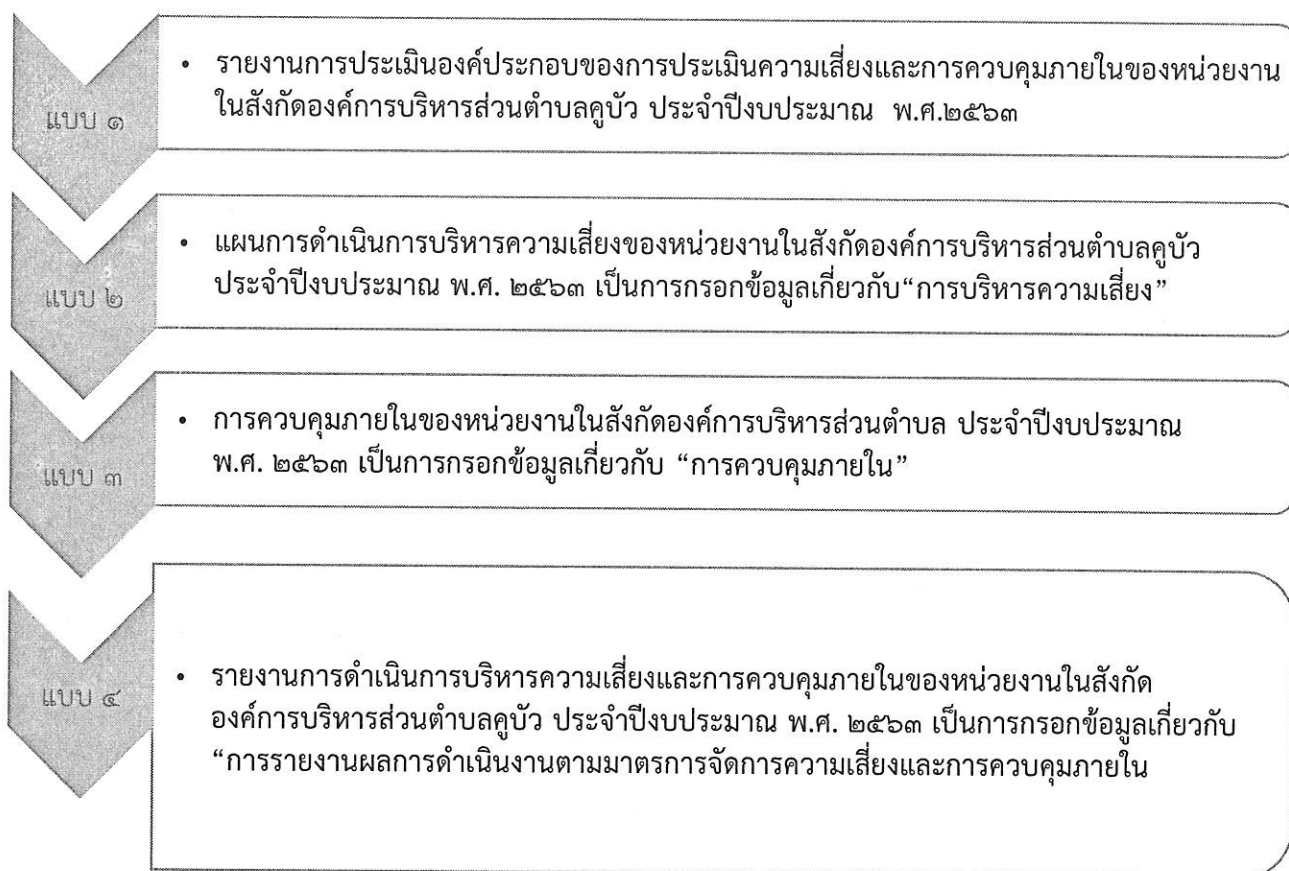 แบบ ๑
• รายงานการประเมินองค์ประกอบของการประเมินความเสี่ยงและการควบคุมภายในของหน่วยงาน
ในสังกัดองค์การบริหารส่วนตำบลคูบัว ประจำปีงบประมาณ พ.ศ.๒๕๖๓
แบบ ๒
• แผนการดำเนินการบริหารความเสี่ยงของหน่วยงานในสังกัดองค์การบริหารส่วนตำบลคูบัว
ประจำปีงบประมาณ พ.ศ. ๒๕๖๓ เป็นการกรอกข้อมูลเกี่ยวกับ“การบริหารความเสี่ยง”
แบบ ๓
• การควบคุมภายในของหน่วยงานในสังกัดองค์การบริหารส่วนตำบล ประจำปีงบประมาณ
พ.ศ. ๒๕๖๓ เป็นการกรอกข้อมูลเกี่ยวกับ “การควบคุมภายใน”
แบบ ๔
• รายงานการดำเนินการบริหารความเสี่ยงและการควบคุมภายในของหน่วยงานในสังกัด
องค์การบริหารส่วนตำบลคูบัว ประจำปีงบประมาณ พ.ศ. ๒๕๖๓ เป็นการกรอกข้อมูลเกี่ยวกับ
“การรายงานผลการดำเนินงานตามมาตรการจัดการความเสี่ยงและการควบคุมภายใน